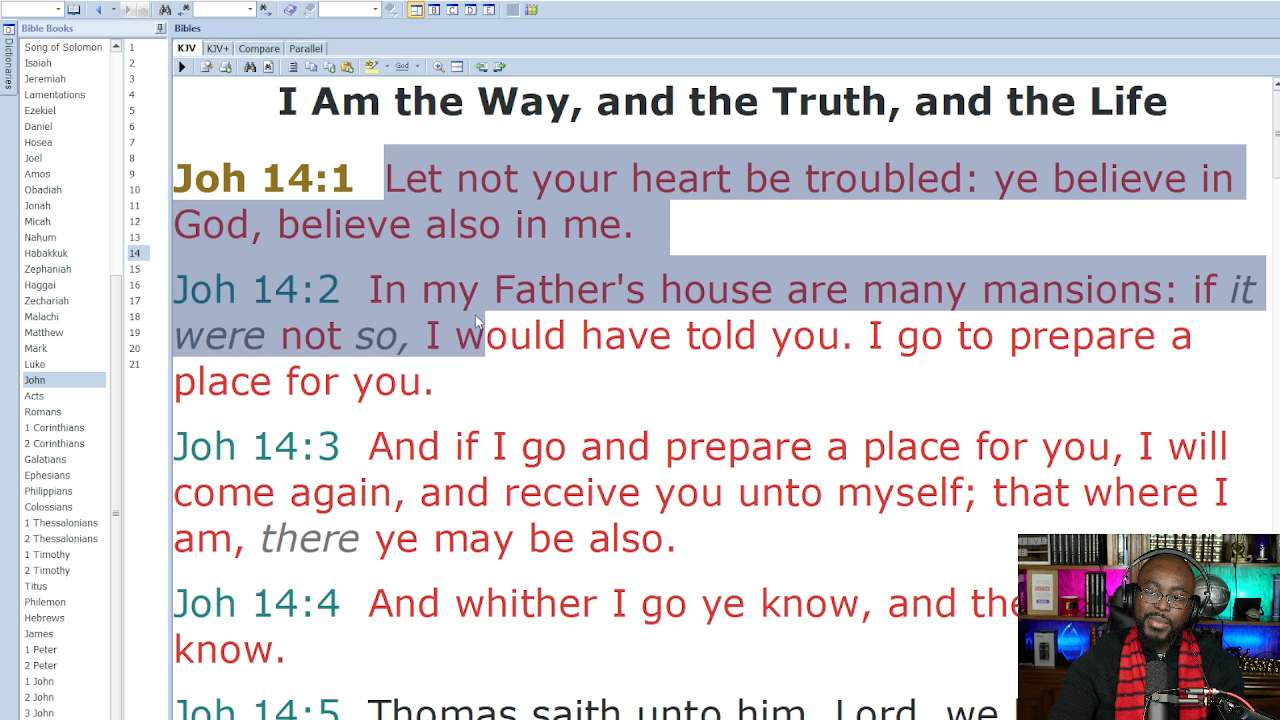 B C D E
Dictionaries
Bible Books
Song of Solomon
Isaiah
Jeremiah
Lamentations
Ezekiel
Daniel
Hosea
Joel
Amos
Obadiah
Jonah
Micah
Nahum
Habakkuk
Zephaniah
Haggai
Zechariah
Malachi
Matthew
Mark
Luke
John
Acts
Romans
1 Corinthians
2 Corinthians
Galatians
Ephesians
Philippians
Colossians
1 Thessalonians
2 Thessalonians
1 Timothy
2 Timothy
Titus
Philemon
Hebrews
James
1 Peter
2 Peter
1 John
2 John
3 John
1
2
3
4
5
6
7
8
9
10
11
12
13
14
15
16
17
18
19
20
21
Bibles
KJV KJV+ Compare Parallel
God
I Am the Way, and the Truth, and the Life
Joh 14:1 Let not your heart be troubled: ye believe in
God, believe also in me.
Joh 14:2 In my Father's house are many mansions: if it
were not so, I would have told you. I go to prepare a
place for you.
Joh 14:3 And if I go and prepare a place for you, I will
come again, and receive you unto myself; that where I
am, there ye may be also.
Joh 14:4 And whither I go ye know, and the
know.
Joh 14:5 Thomas saith unto him, Lord, we